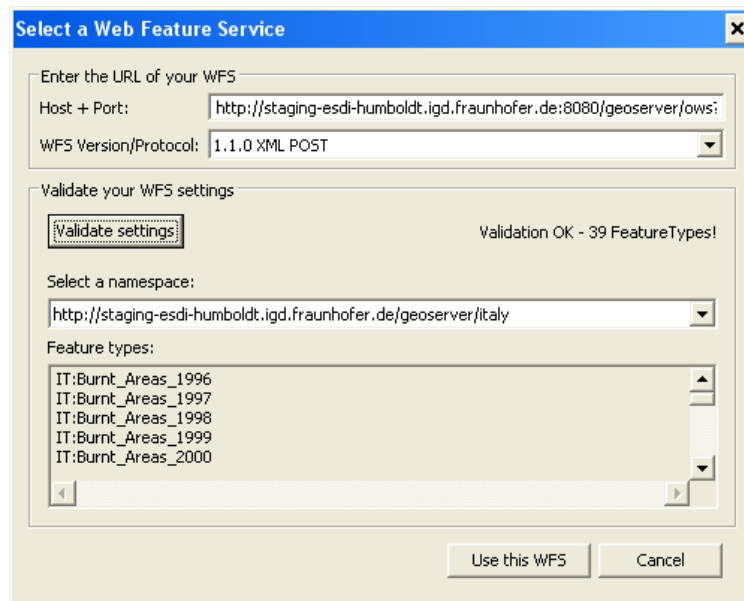 Select a Web Feature Service
Enter the URL of your WFS
Host + Port: http://staging-esdi-humboldt.igd.fraunhofer.de:8080/geoserver/ows?
WFS Version/Protocol: 1.1.0 XML POST
Validate your WFS settings
Validate settings Validation OK - 39 FeatureTypes!
Select a namespace:
http://staging-esdi-humboldt.igd.fraunhofer.de/geoserver/italy
Feature types:
IT:Burnt_Areas_1996
IT:Burnt_Areas_1997
IT:Burnt_Areas_1998
IT:Burnt_Areas_1999
IT:Burnt_Areas_2000
Use this WFS Cancel